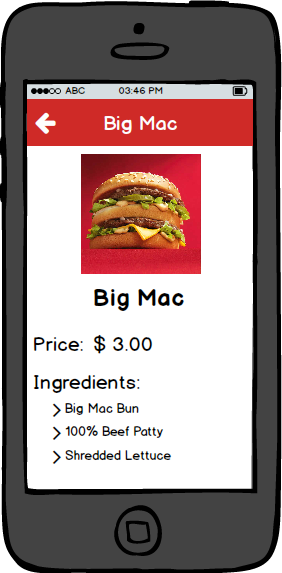 ABC 03:46 PM
Big Mac
Big Mac
Price: $ 3.00
Ingredients:
Big Mac Bun
100% Beef Patty
Shredded Lettuce